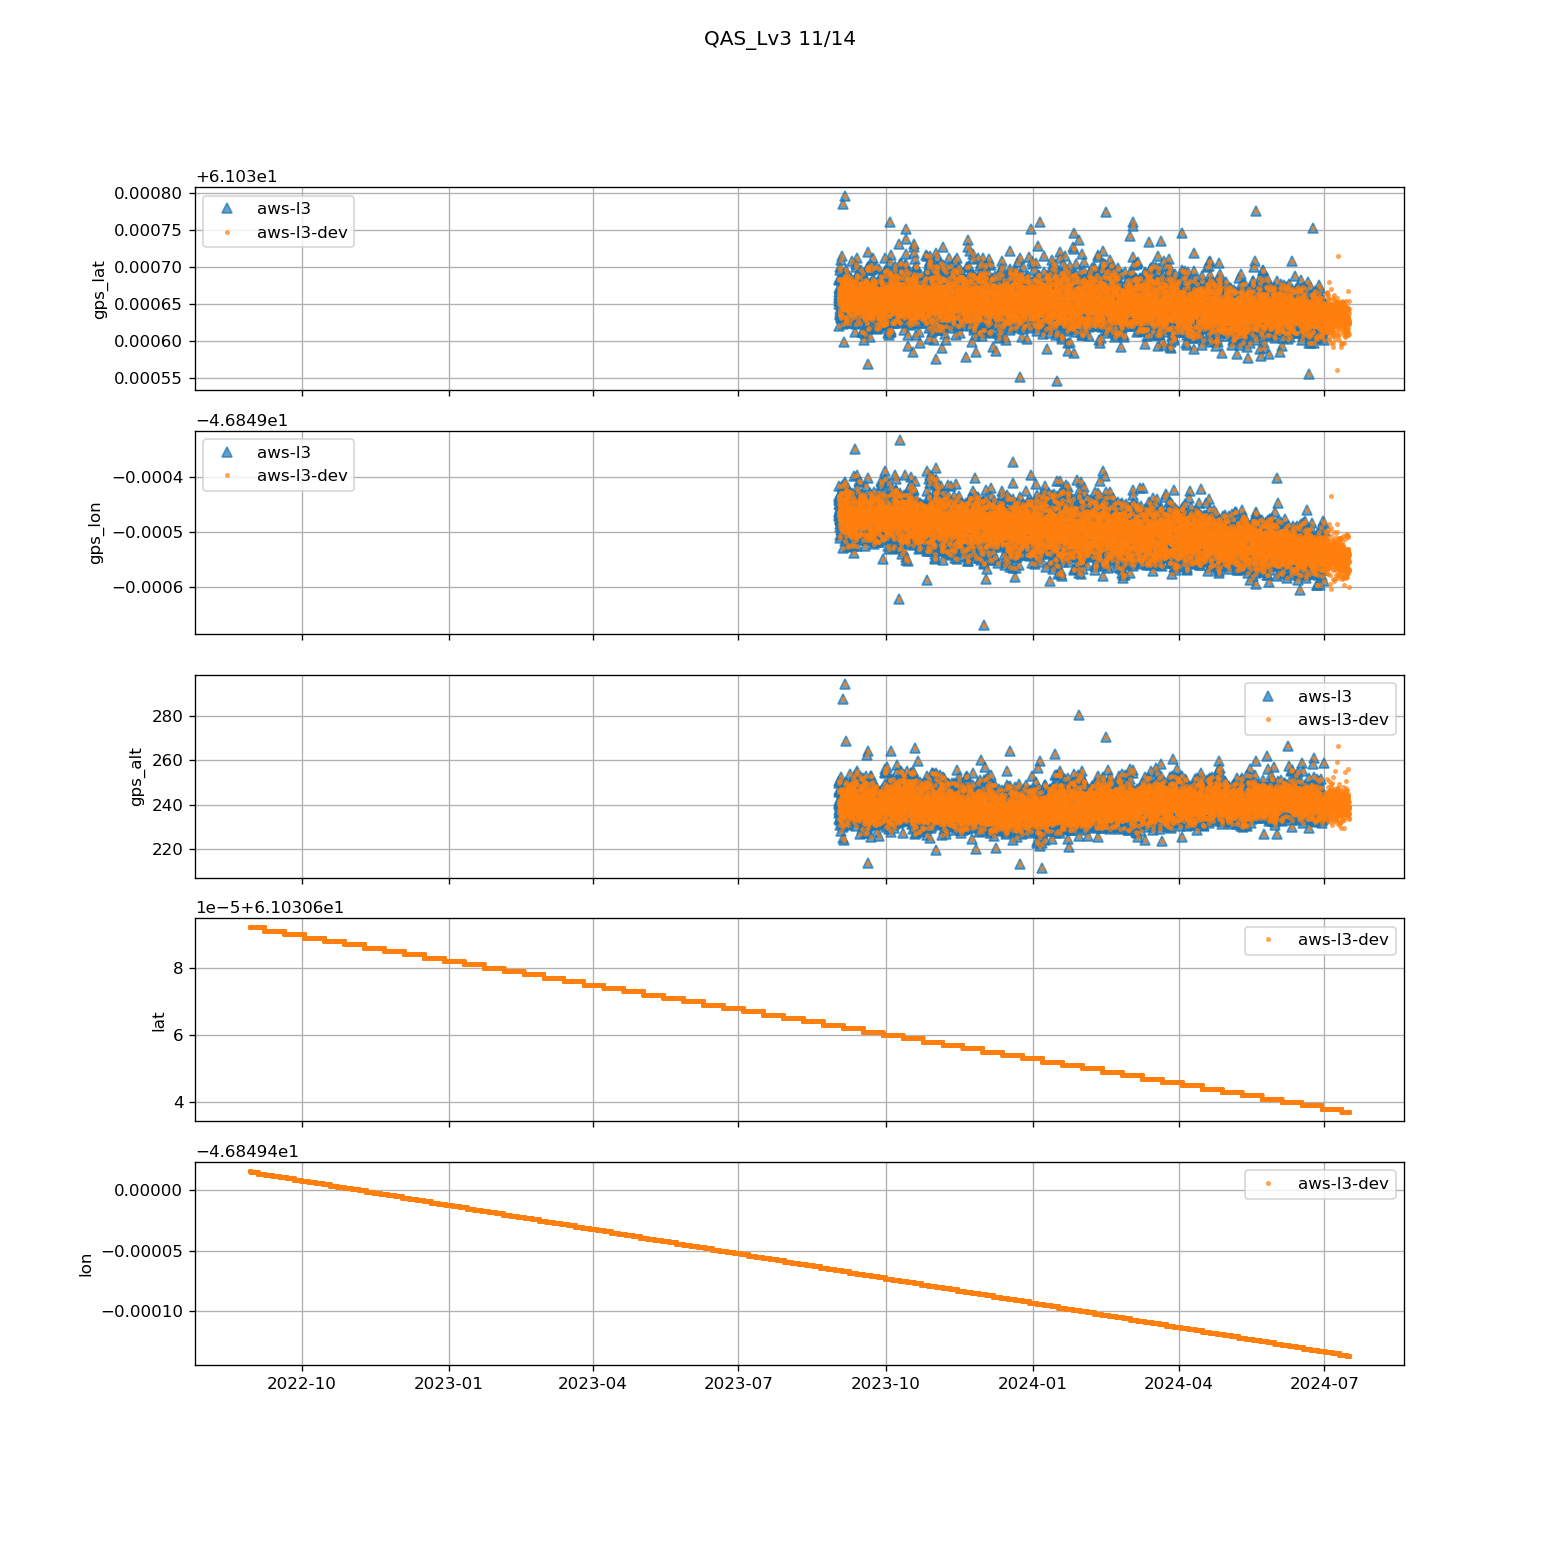 QAS_Lv3 11/14
+6.103e1
0.00080
0.00075
0.00070
0.00065
0.00060
0.00055
gps_lat
aws-l3
aws-l3-dev
−4.6849e1
−0.0004
−0.0005
−0.0006
gps_lon
aws-l3
aws-l3-dev
280
260
240
220
gps_alt
aws-l3
aws-l3-dev
1e−5+6.10306e1
8
6
4
lat
aws-l3-dev
−4.68494e1
0.00000
−0.00005
−0.00010
lon
aws-l3-dev
2022-10 2023-01 2023-04 2023-07 2023-10 2024-01 2024-04 2024-07